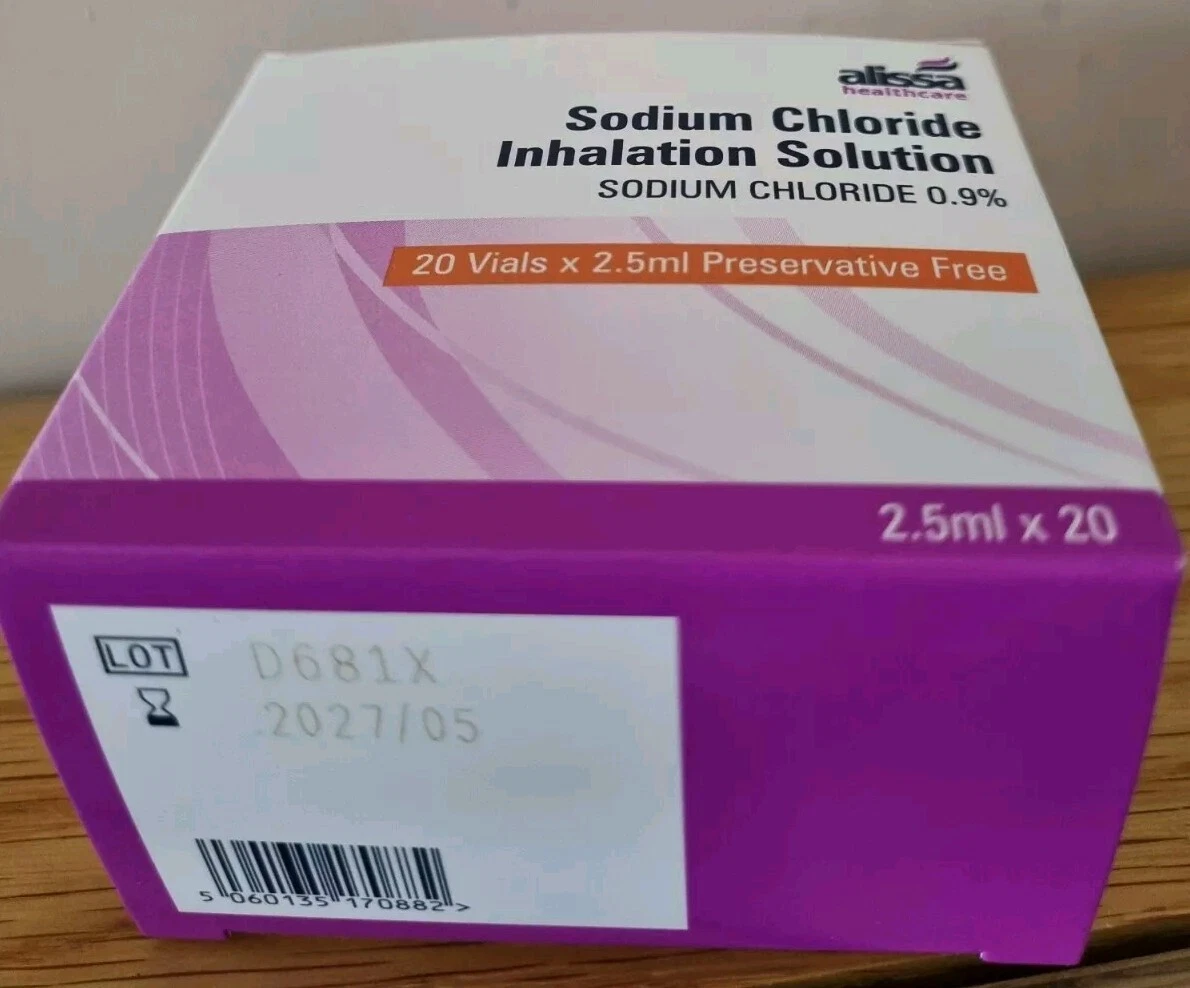 alissa
healthcare
Sodium Chloride
Inhalation Solution
SODIUM CHLORIDE 0.9%
20 Vials x 2.5ml Preservative Free
2.5ml x 20
LOT D681X
2027/05
5 060135 170882 >